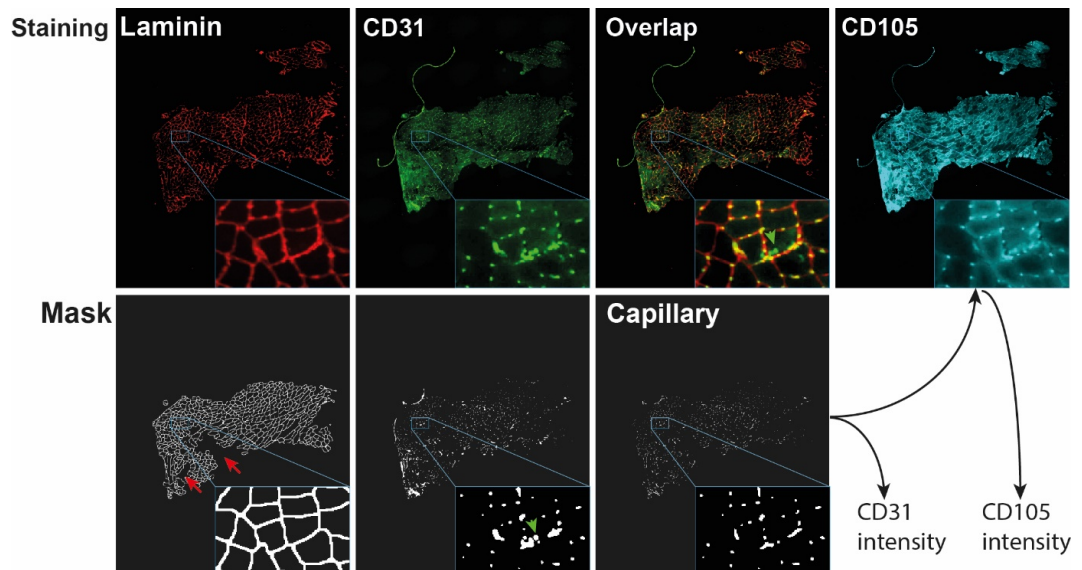 Staining
Laminin
CD31
Overlap
CD105
Mask
Capillary
CD31
intensity
CD105
intensity